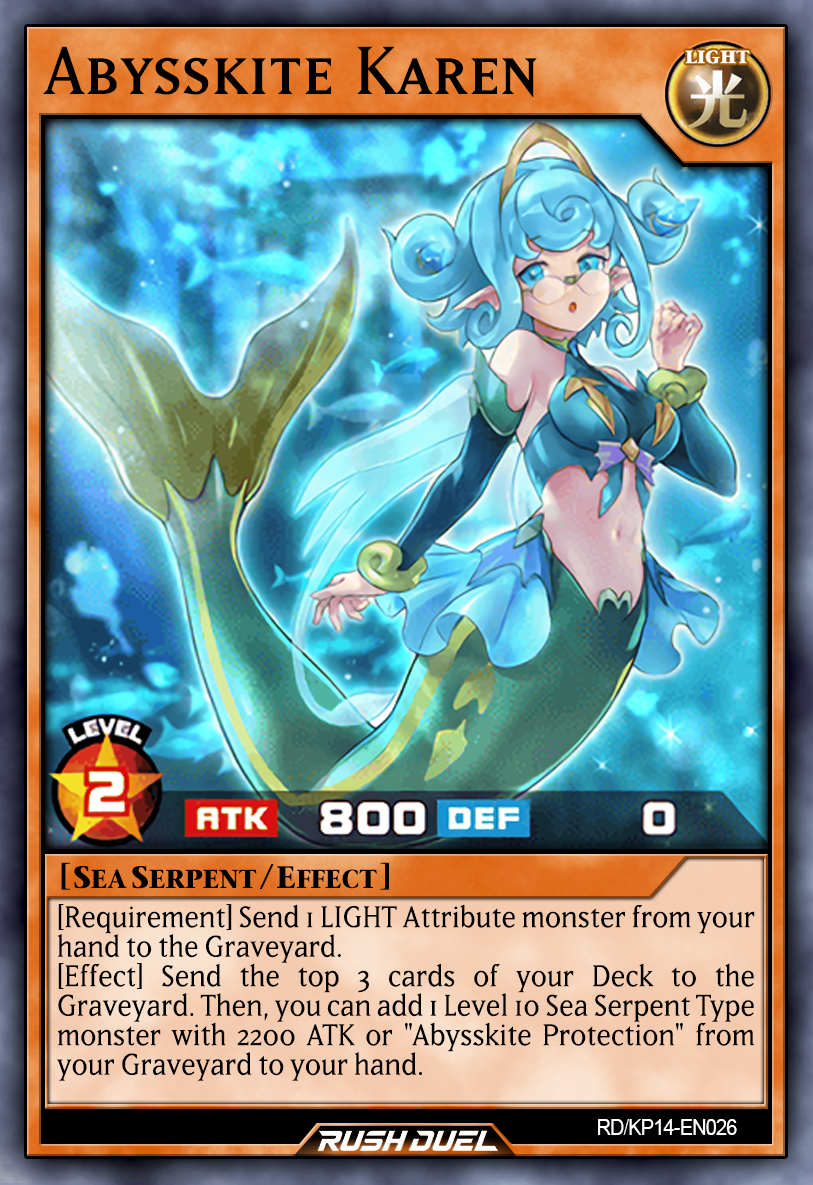 Abysskite Karen
LIGHT
光
LEVEL
2
ATK 800 DEF 0
[Sea Serpent/Effect]
[Requirement] Send 1 LIGHT Attribute monster from your
hand to the Graveyard.
[Effect] Send the top 3 cards of your Deck to the
Graveyard. Then, you can add 1 Level 10 Sea Serpent Type
monster with 2200 ATK or "Abysskite Protection" from
your Graveyard to your hand.
RD/KP14-EN026
RUSH DUEL